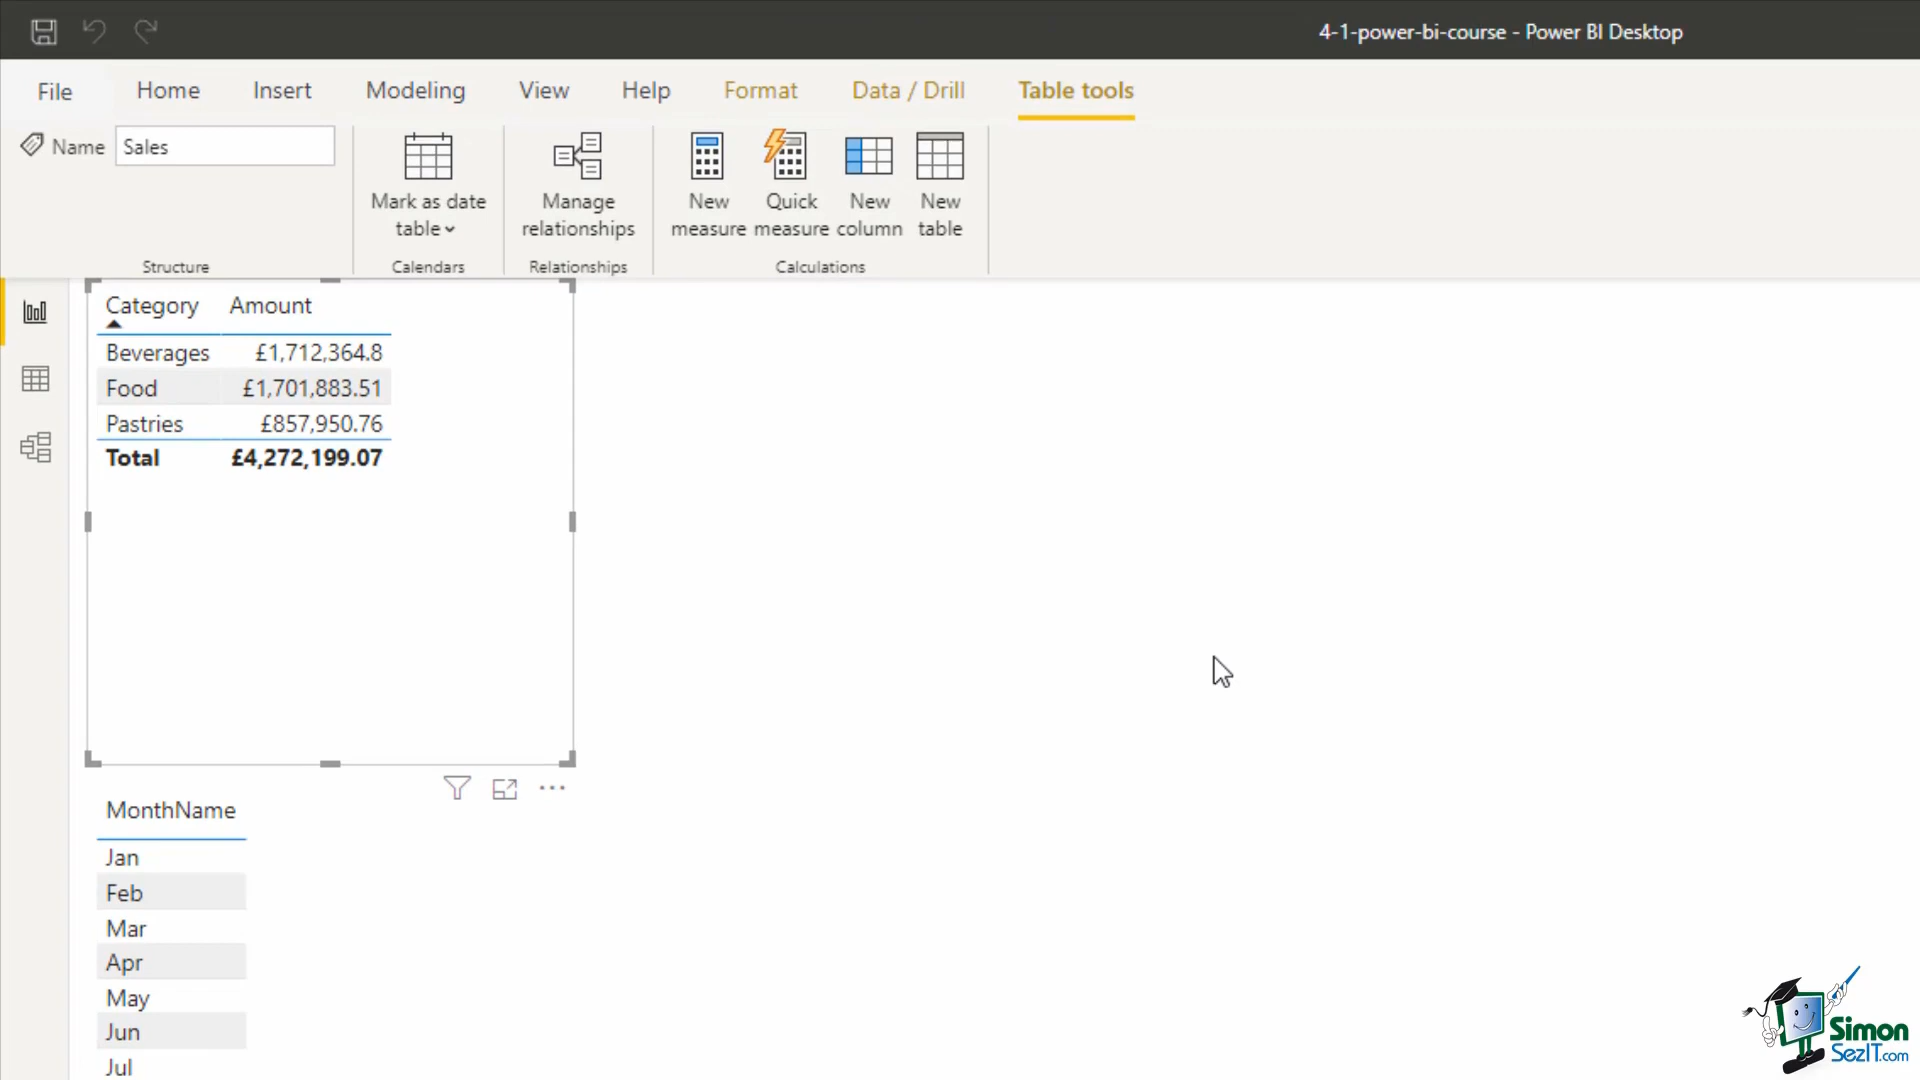 4-1-power-bi-course - Power BI Desktop
File Home Insert Modeling View Help Format Data / Drill Table tools
Name Sales
Mark as date table
Manage relationships
New measure
Quick measure
New column
New table
Structure Calendars Relationships Calculations
Category Amount
Beverages £1,712,364.8
Food £1,701,883.51
Pastries £857,950.76
Total £4,272,199.07
MonthName
Jan
Feb
Mar
Apr
May
Jun
Jul
Simon
SezIT.com